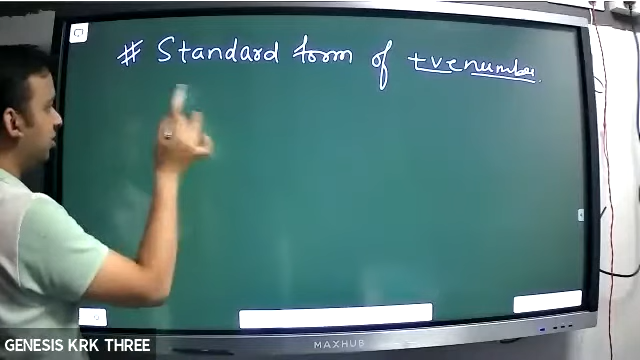 # Standard form of +ve number.
MAXHUB
GENESIS KRK THREE